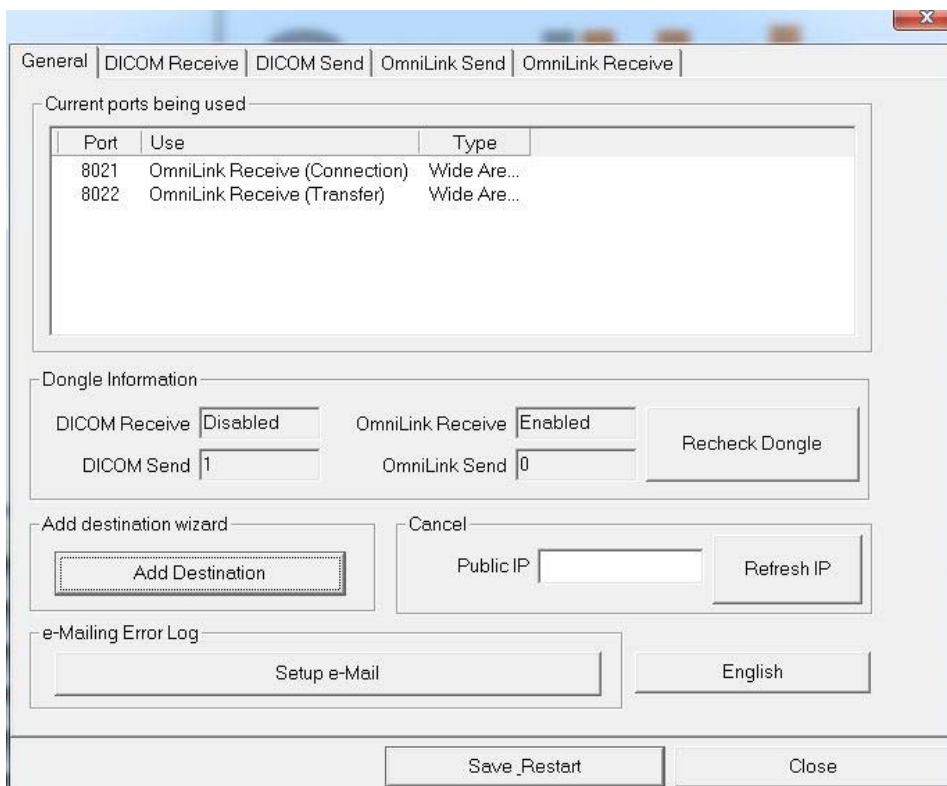 General DICOM Receive DICOM Send OmniLink Send OmniLink Receive
Current ports being used
Port Use Type
8021 OmniLink Receive (Connection) Wide Are...
8022 OmniLink Receive (Transfer) Wide Are...
Dongle Information
DICOM Receive Disabled OmniLink Receive Enabled Recheck Dongle
DICOM Send 1 OmniLink Send 0
Add destination wizard Cancel
Add Destination Public IP Refresh IP
e-Mailing Error Log
Setup e-Mail English
Save_Restart Close